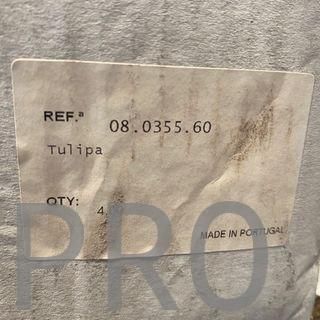 REF.ª 08.0355.60
Tulipa
QTY: 4
MADE IN PORTUGAL
PRO